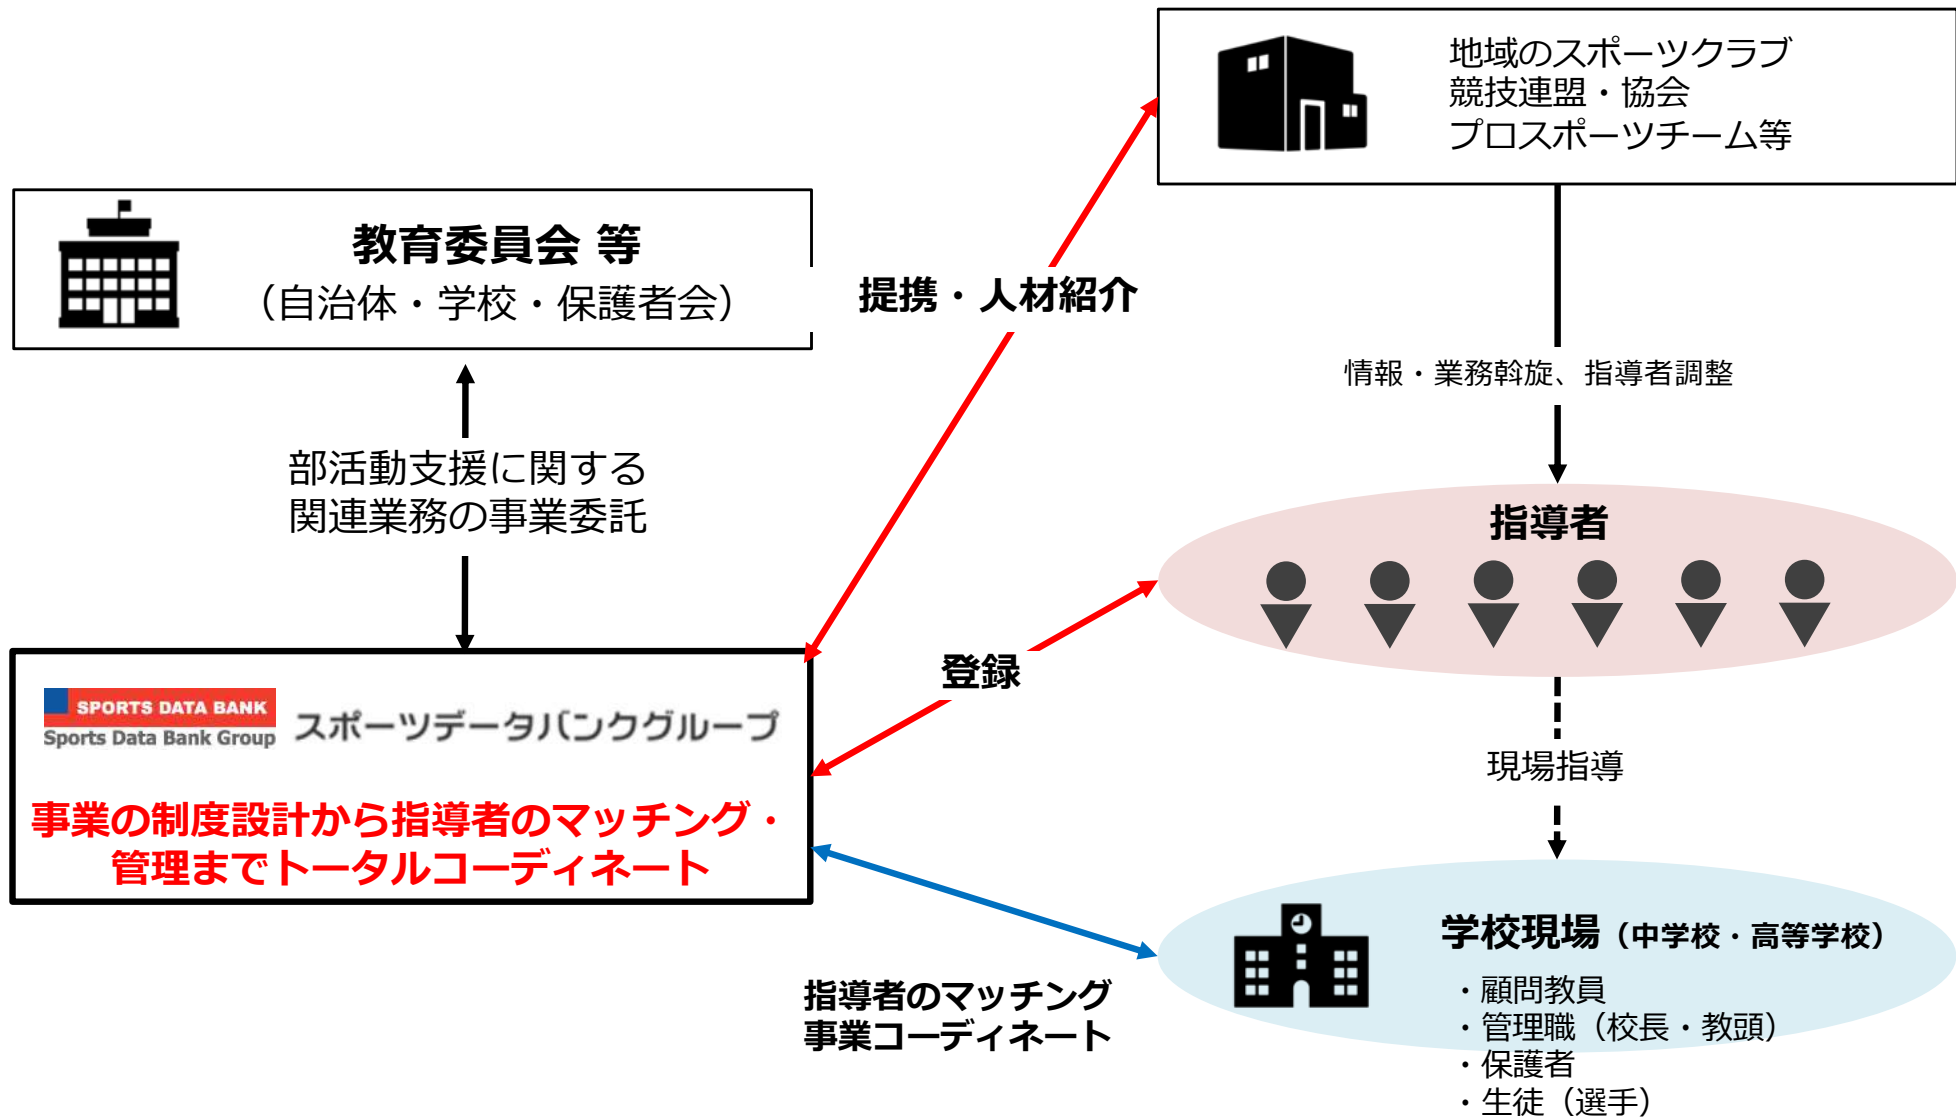 地域のスポーツクラブ
競技連盟・協会
プロスポーツチーム等
教育委員会 等
（自治体・学校・保護者会）
提携・人材紹介
情報・業務斡旋、指導者調整
部活動支援に関する
関連業務の事業委託
指導者
登録
SPORTS DATA BANK
Sports Data Bank Group
スポーツデータバンクグループ
現場指導
事業の制度設計から指導者のマッチング・
管理までトータルコーディネート
学校現場（中学校・高等学校）
・顧問教員
・管理職（校長・教頭）
・保護者
・生徒（選手）
指導者のマッチング
事業コーディネート